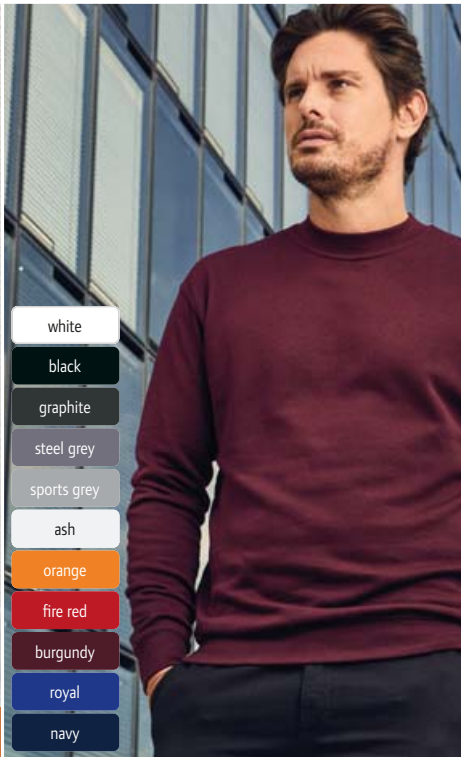 white
black
graphite
steel grey
sports grey
ash
orange
fire red
burgundy
royal
navy